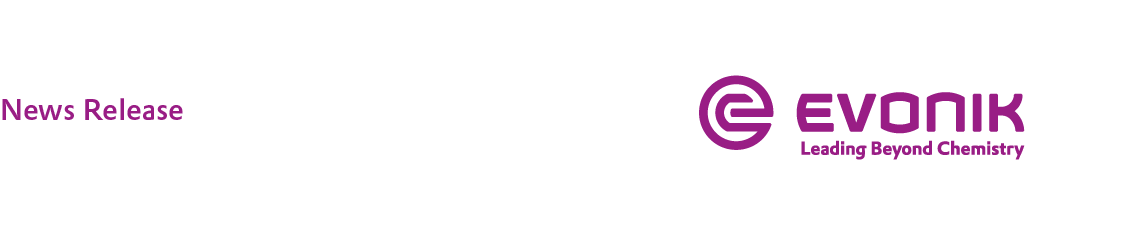 News Release
EVONIK
Leading Beyond Chemistry